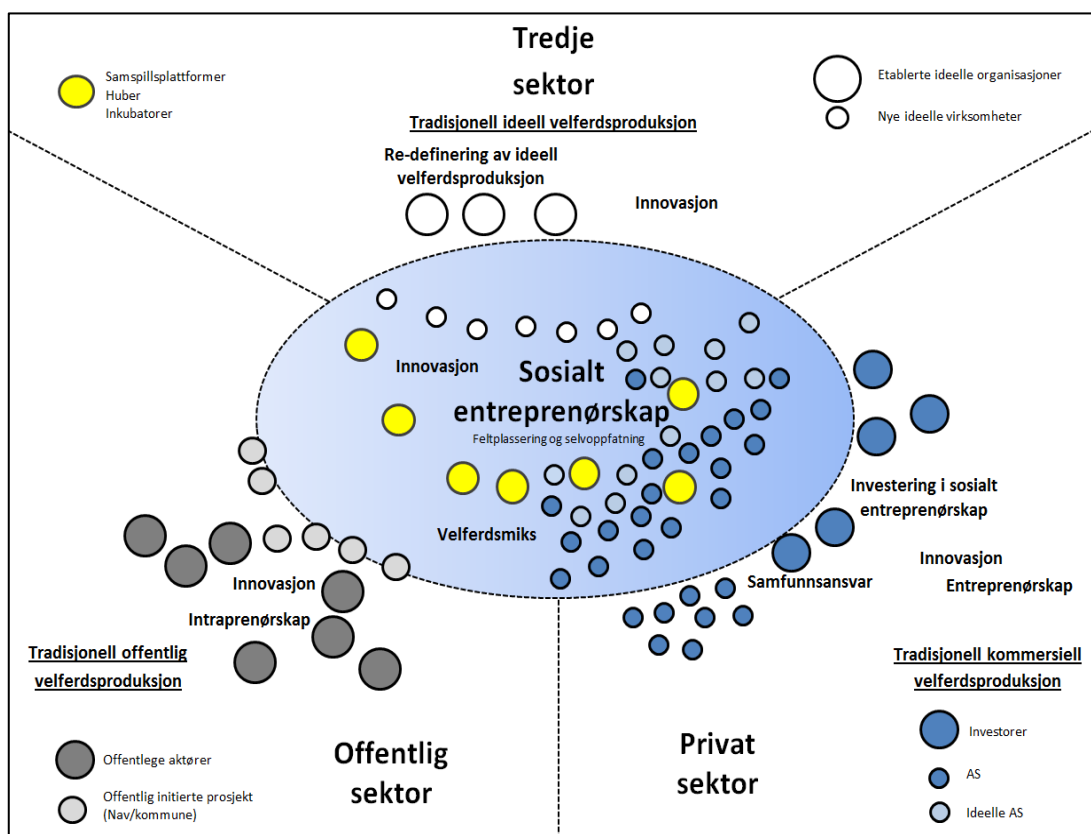 Tredje
sektor
Samspillsplattformer
Huber
Inkubatorer
Etablerte ideelle organisasjoner
Nye ideelle virksomheter
Tradisjonell ideell velferdsproduksjon
Re-definering av ideell
velferdsproduksjon
Innovasjon
Innovasjon
Sosialt
entreprenørskap
Feltplassering og selvoppfatning
Velferdsmiks
Investering i sosialt
entreprenørskap
Innovasjon
Entreprenørskap
Samfunnsansvar
Innovasjon
Intraprenørskap
Tradisjonell offentlig
velferdsproduksjon
Tradisjonell kommersiell
velferdsproduksjon
Offentlege aktører
Offentlig initierte prosjekt
(Nav/kommune)
Offentlig
sektor
Privat
sektor
Investorer
AS
Ideelle AS